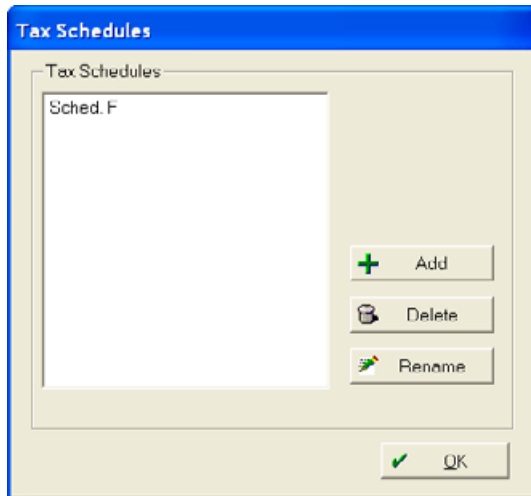 Tax Schedules
Tax Schedules
Sched. F
Add
Delete
Rename
OK